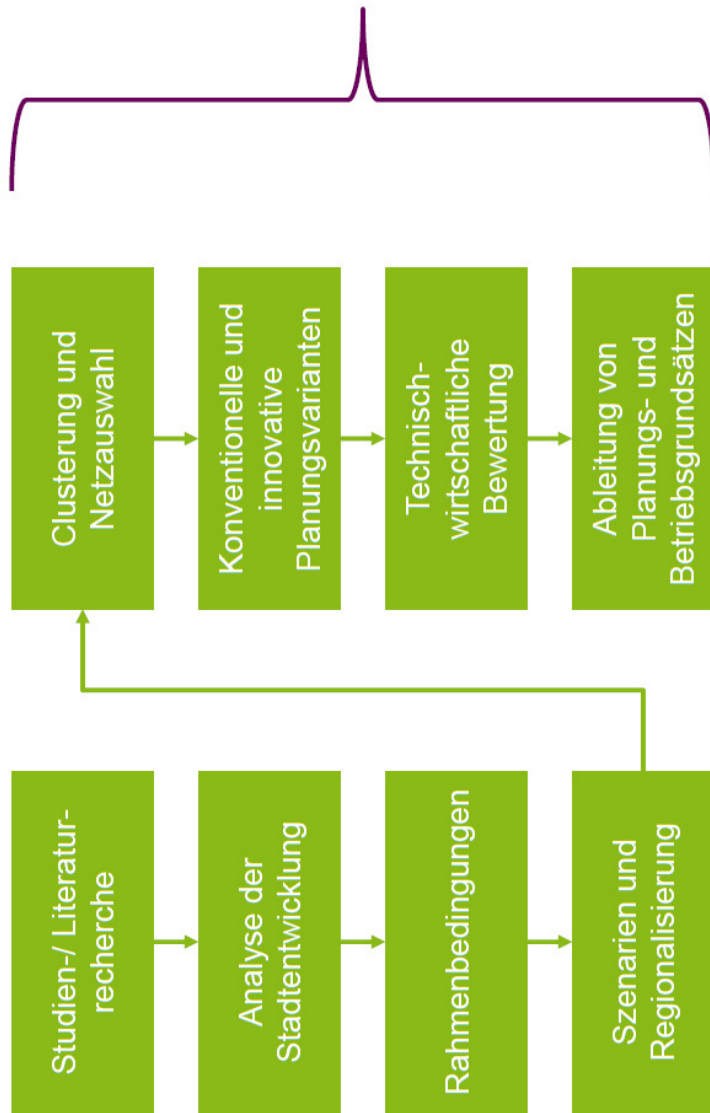 Studien-/ Literatur-
recherche
Analyse der
Stadtentwicklung
Rahmenbedingungen
Szenarien und
Regionalisierung
Clusterung und
Netzauswahl
Konventionelle und
innovative
Planungsvarianten
Technisch-
wirtschaftliche
Bewertung
Ableitung von
Planungs- und
Betriebsgrundsätzen